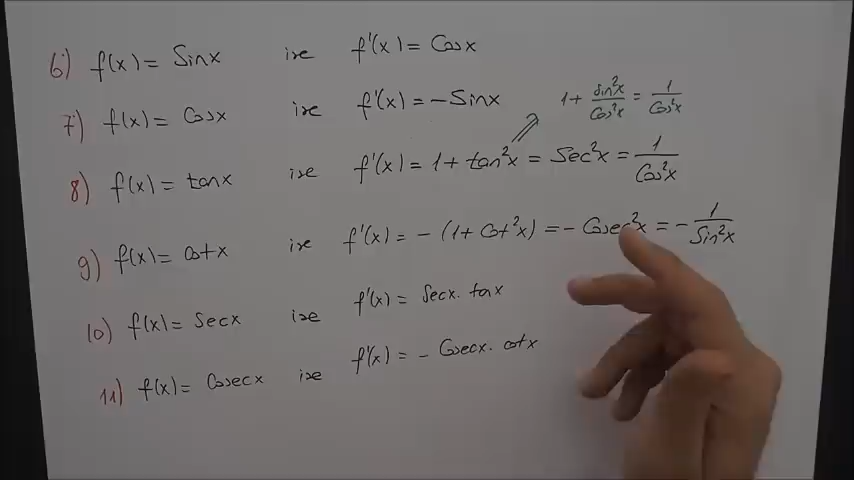 6) f(x) = Sinx ise f'(x) = Cosx
7) f(x) = Cosx ise f'(x) = -Sinx
1 + sin²x/Cos²x = 1/Cos²x
8) f(x) = tanx ise f'(x) = 1 + tan²x = Sec²x = 1/Cos²x
9) f(x) = cotx ise f'(x) = - (1 + Cot²x) = - Cosec²x = - 1/Sin²x
10) f(x) = Secx ise f'(x) = Secx. tanx
11) f(x) = Cosecx ise f'(x) = - Cosecx. cotx